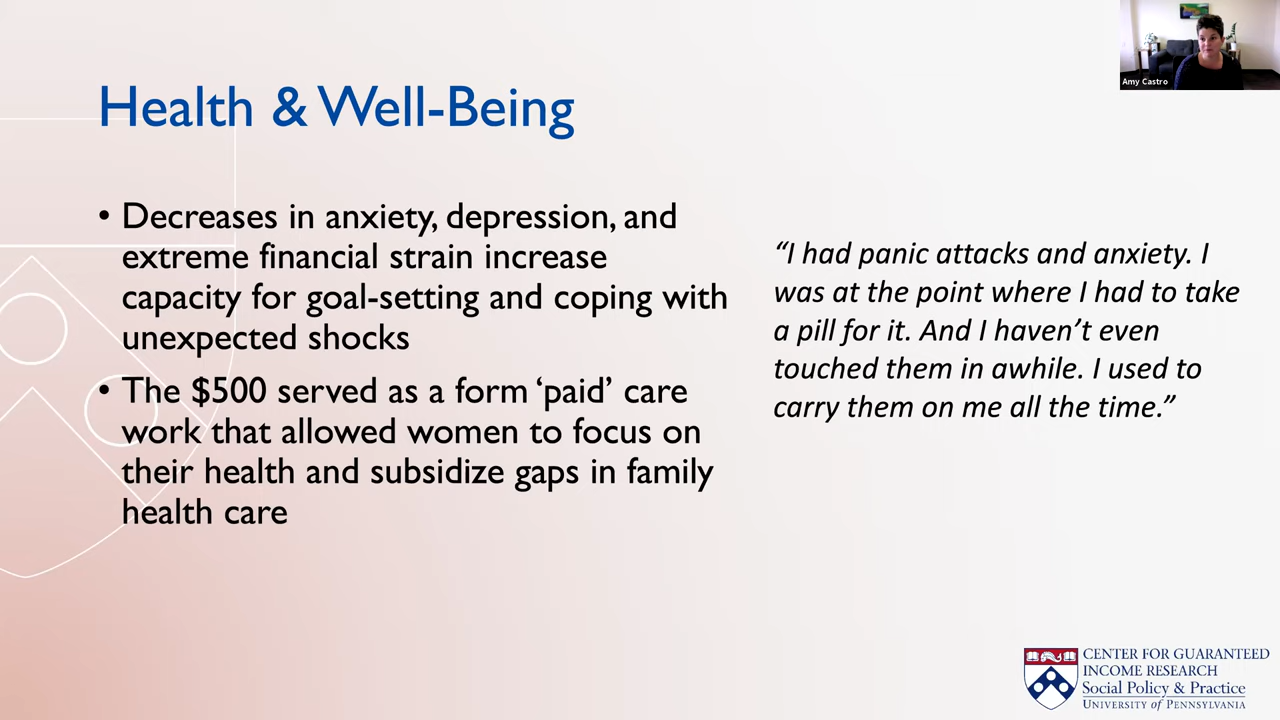 Amy Castro
Health & Well-Being
• Decreases in anxiety, depression, and
extreme financial strain increase
capacity for goal-setting and coping with
unexpected shocks
• The $500 served as a form ‘paid’ care
work that allowed women to focus on
their health and subsidize gaps in family
health care
“I had panic attacks and anxiety. I
was at the point where I had to take
a pill for it. And I haven’t even
touched them in awhile. I used to
carry them on me all the time.”
CENTER FOR GUARANTEED
INCOME RESEARCH
Social Policy & Practice
UNIVERSITY of PENNSYLVANIA